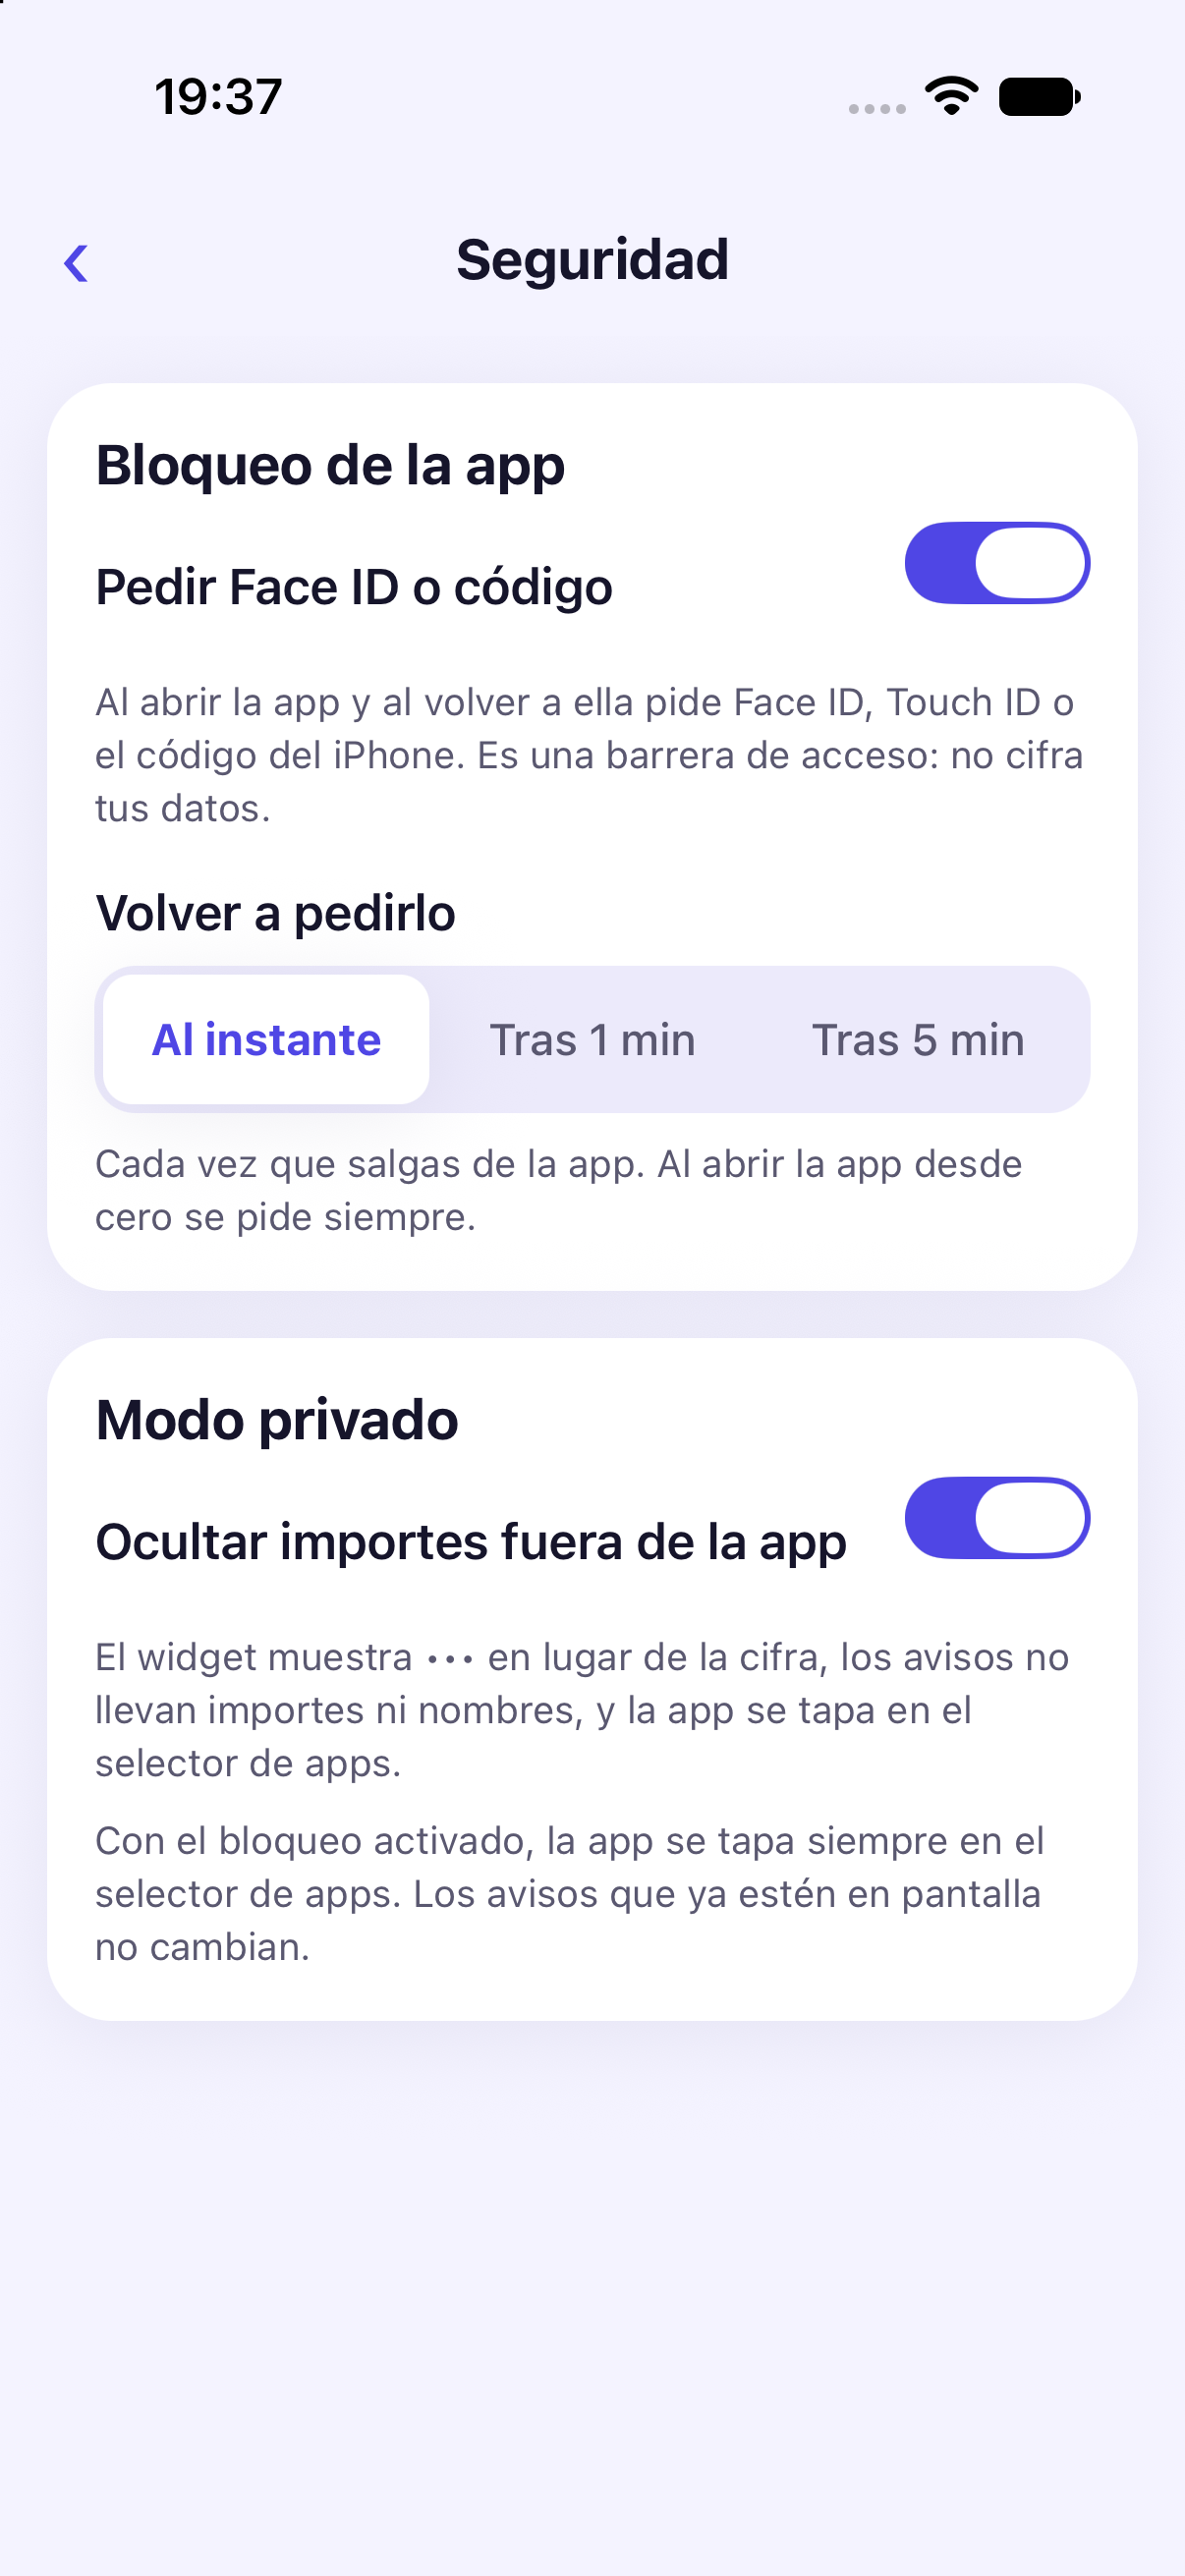 19:37
Seguridad
Bloqueo de la app
Pedir Face ID o código
Al abrir la app y al volver a ella pide Face ID, Touch ID o
el código del iPhone. Es una barrera de acceso: no cifra
tus datos.
Volver a pedirlo
Al instante
Tras 1 min
Tras 5 min
Cada vez que salgas de la app. Al abrir la app desde
cero se pide siempre.
Modo privado
Ocultar importes fuera de la app
El widget muestra ••• en lugar de la cifra, los avisos no
llevan importes ni nombres, y la app se tapa en el
selector de apps.
Con el bloqueo activado, la app se tapa siempre en el
selector de apps. Los avisos que ya estén en pantalla
no cambian.